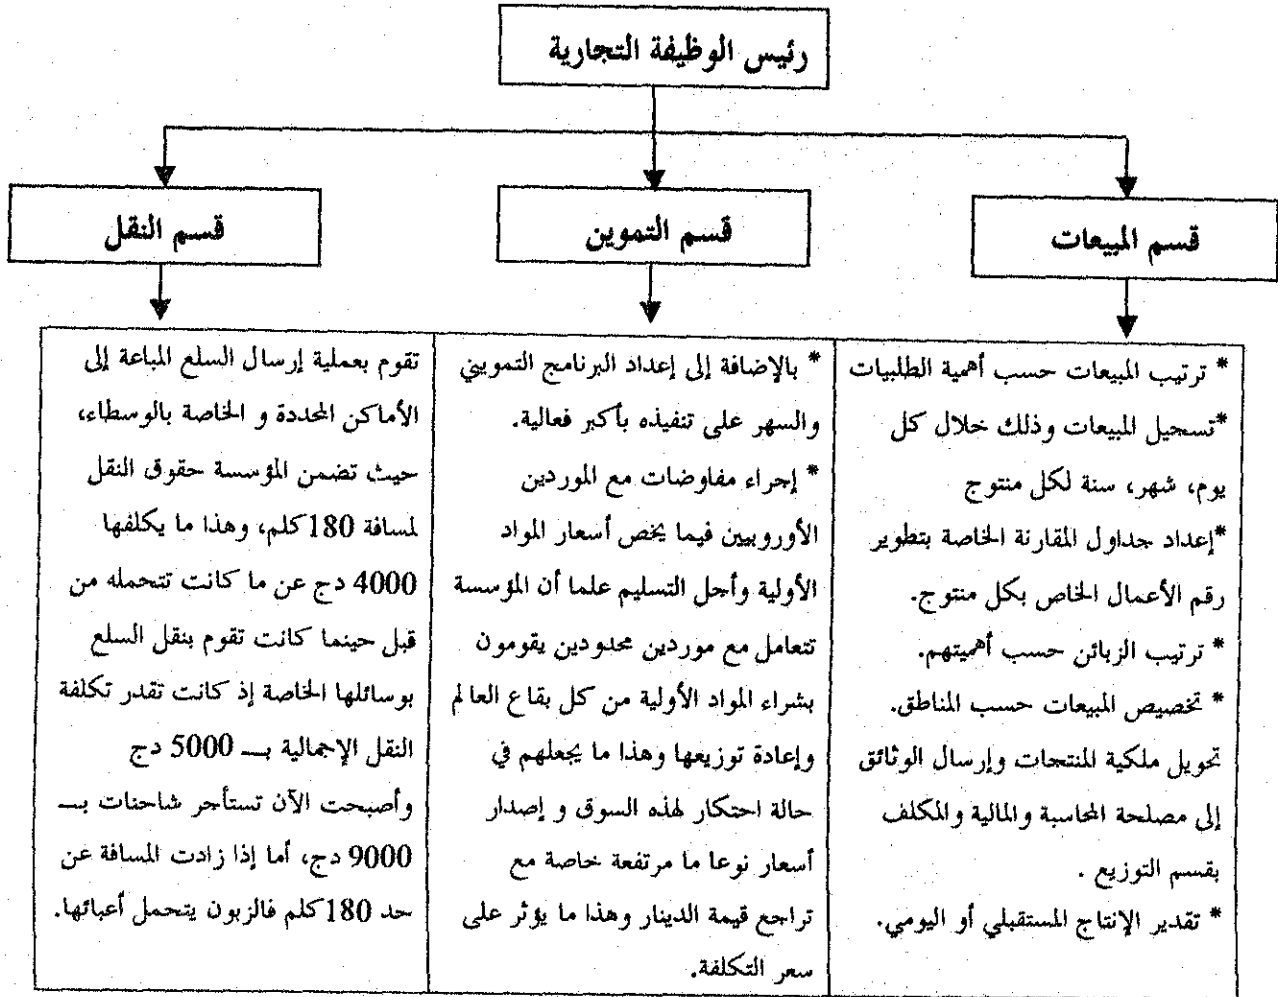 رئيس الوظيفة التجارية
قسم المبيعات
قسم التموين
قسم النقل
* ترتيب المبيعات حسب أهمية الطلبيات
*تسجيل المبيعات وذلك خلال كل
يوم، شهر، سنة لكل منتوج
*إعداد جداول المقارنة الخاصة بتطوير
رقم الأعمال الخاص بكل منتوج.
* ترتيب الزبائن حسب أهميتهم.
* تخصيص المبيعات حسب المناطق.
تحويل ملكية المنتجات وإرسال الوثائق
إلى مصلحة المحاسبة والمالية والمكلف
بقسم التوزيع .
* تقدير الإنتاج المستقبلي أو اليومي.
* بالإضافة إلى إعداد البرنامج التمويني
والسهر على تنفيذه بأكبر فعالية.
* إجراء مفاوضات مع الموردين
الأوروبيين فيما يخص أسعار المواد
الأولية وأجل التسليم علما أن المؤسسة
تتعامل مع موردين محدودين يقومون
بشراء المواد الأولية من كل بقاع العالم
وإعادة توزيعها وهذا ما يجعلهم في
حالة احتكار لهذه السوق و إصدار
أسعار نوعا ما مرتفعة خاصة مع
تراجع قيمة الدينار وهذا ما يؤثر على
سعر التكلفة.
تقوم بعملية إرسال السلع المباعة إلى
الأماكن المحددة و الخاصة بالوسطاء،
حيث تضمن المؤسسة حقوق النقل
لمسافة 180كلم، وهذا ما يكلفها
4000 دج عن ما كانت تتحمله من
قبل حينما كانت تقوم بنقل السلع
بوسائلها الخاصة إذ كانت تقدر تكلفة
النقل الإجمالية بــ 5000 دج
وأصبحت الآن تستأجر شاحنات بــ
9000 دج، أما إذا زادت المسافة عن
حد 180كلم فالزبون يتحمل أعبائها.